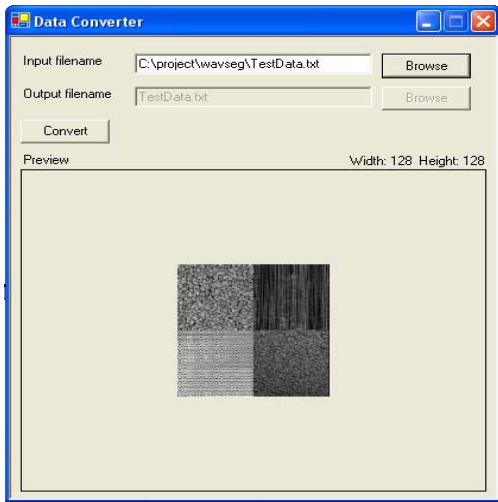 Data Converter
Input filename C:\project\wavseg\TestData.txt Browse
Output filename TestData.txt Browse
Convert
Preview Width: 128 Height: 128